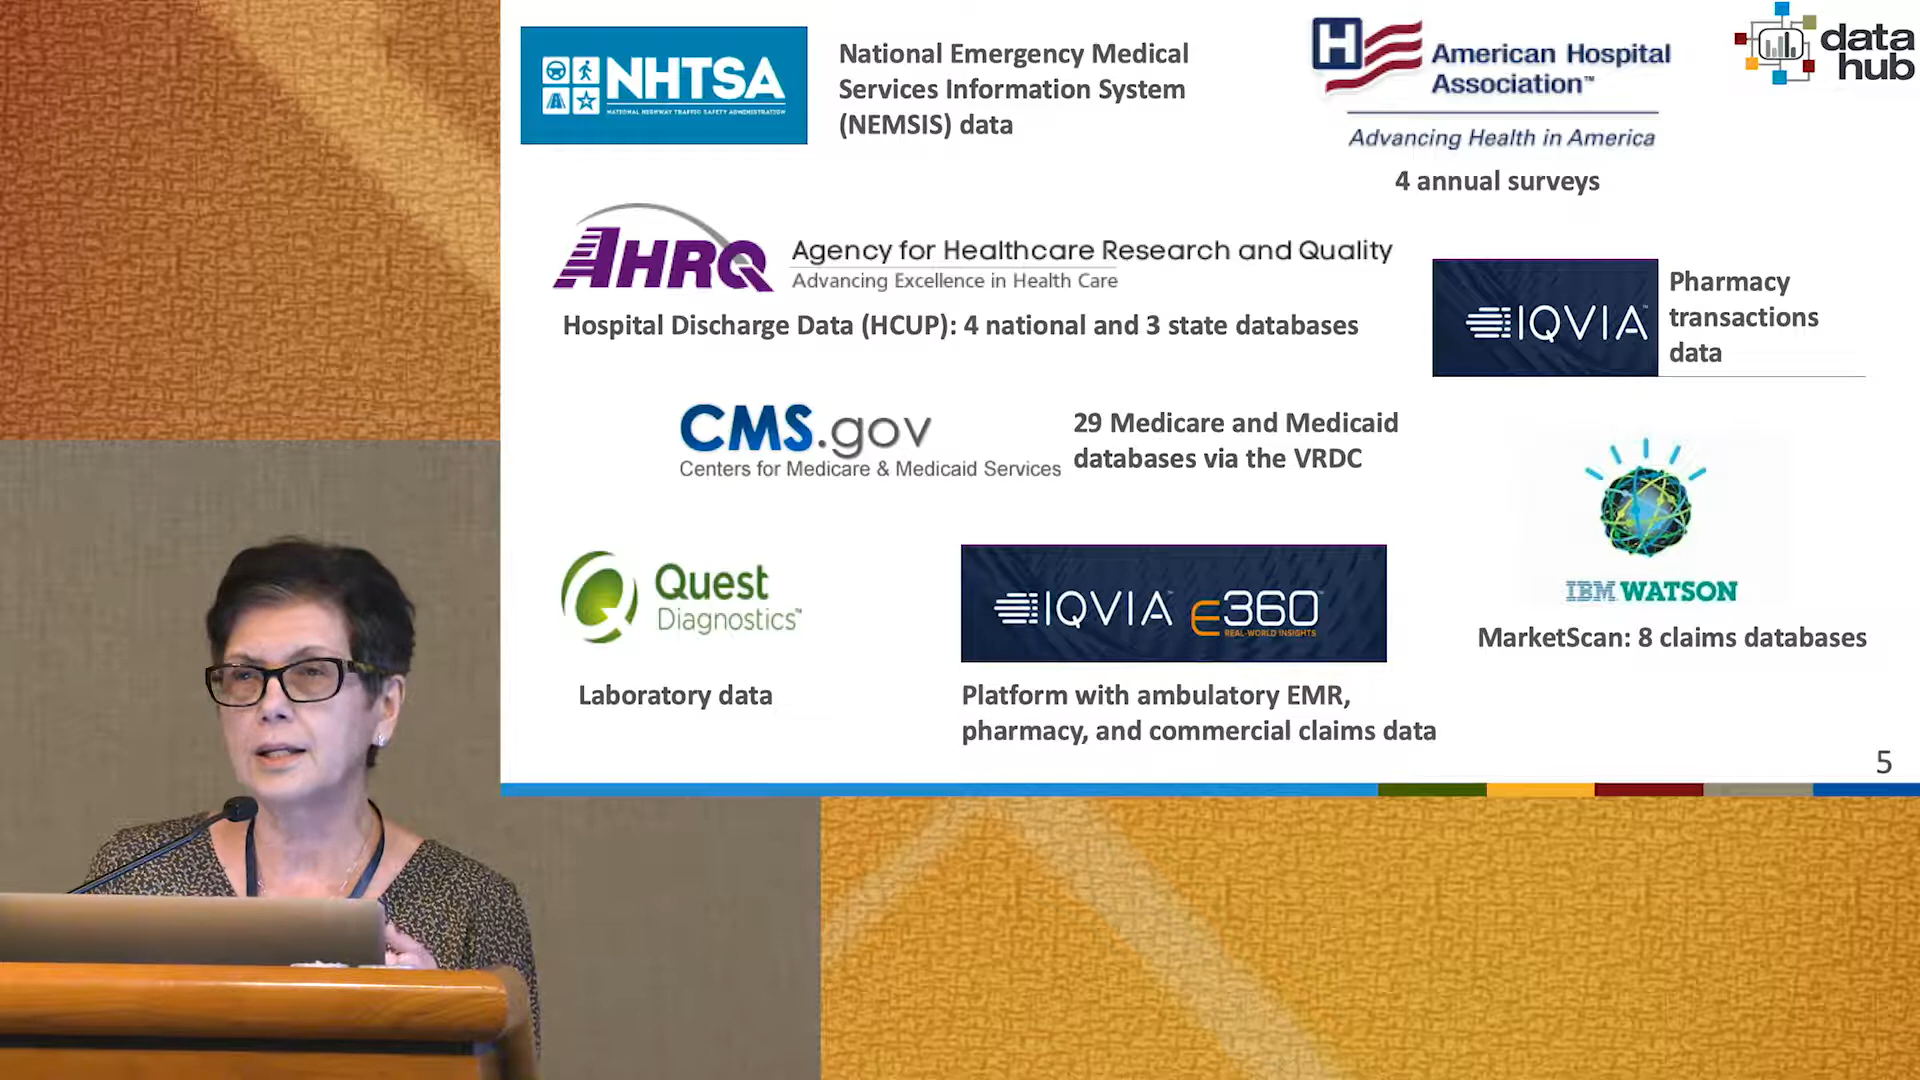 NHTSA
NATIONAL HIGHWAY TRAFFIC SAFETY ADMINISTRATION
National Emergency Medical
Services Information System
(NEMSIS) data
H
American Hospital
Association™
Advancing Health in America
4 annual surveys
data
hub
AHRQ
Agency for Healthcare Research and Quality
Advancing Excellence in Health Care
Hospital Discharge Data (HCUP): 4 national and 3 state databases
IQVIA™
Pharmacy
transactions
data
CMS.gov
Centers for Medicare & Medicaid Services
29 Medicare and Medicaid
databases via the VRDC
IBM WATSON
MarketScan: 8 claims databases
Quest
Diagnostics™
Laboratory data
IQVIA™ E360™
REAL-WORLD INSIGHTS
Platform with ambulatory EMR,
pharmacy, and commercial claims data
5